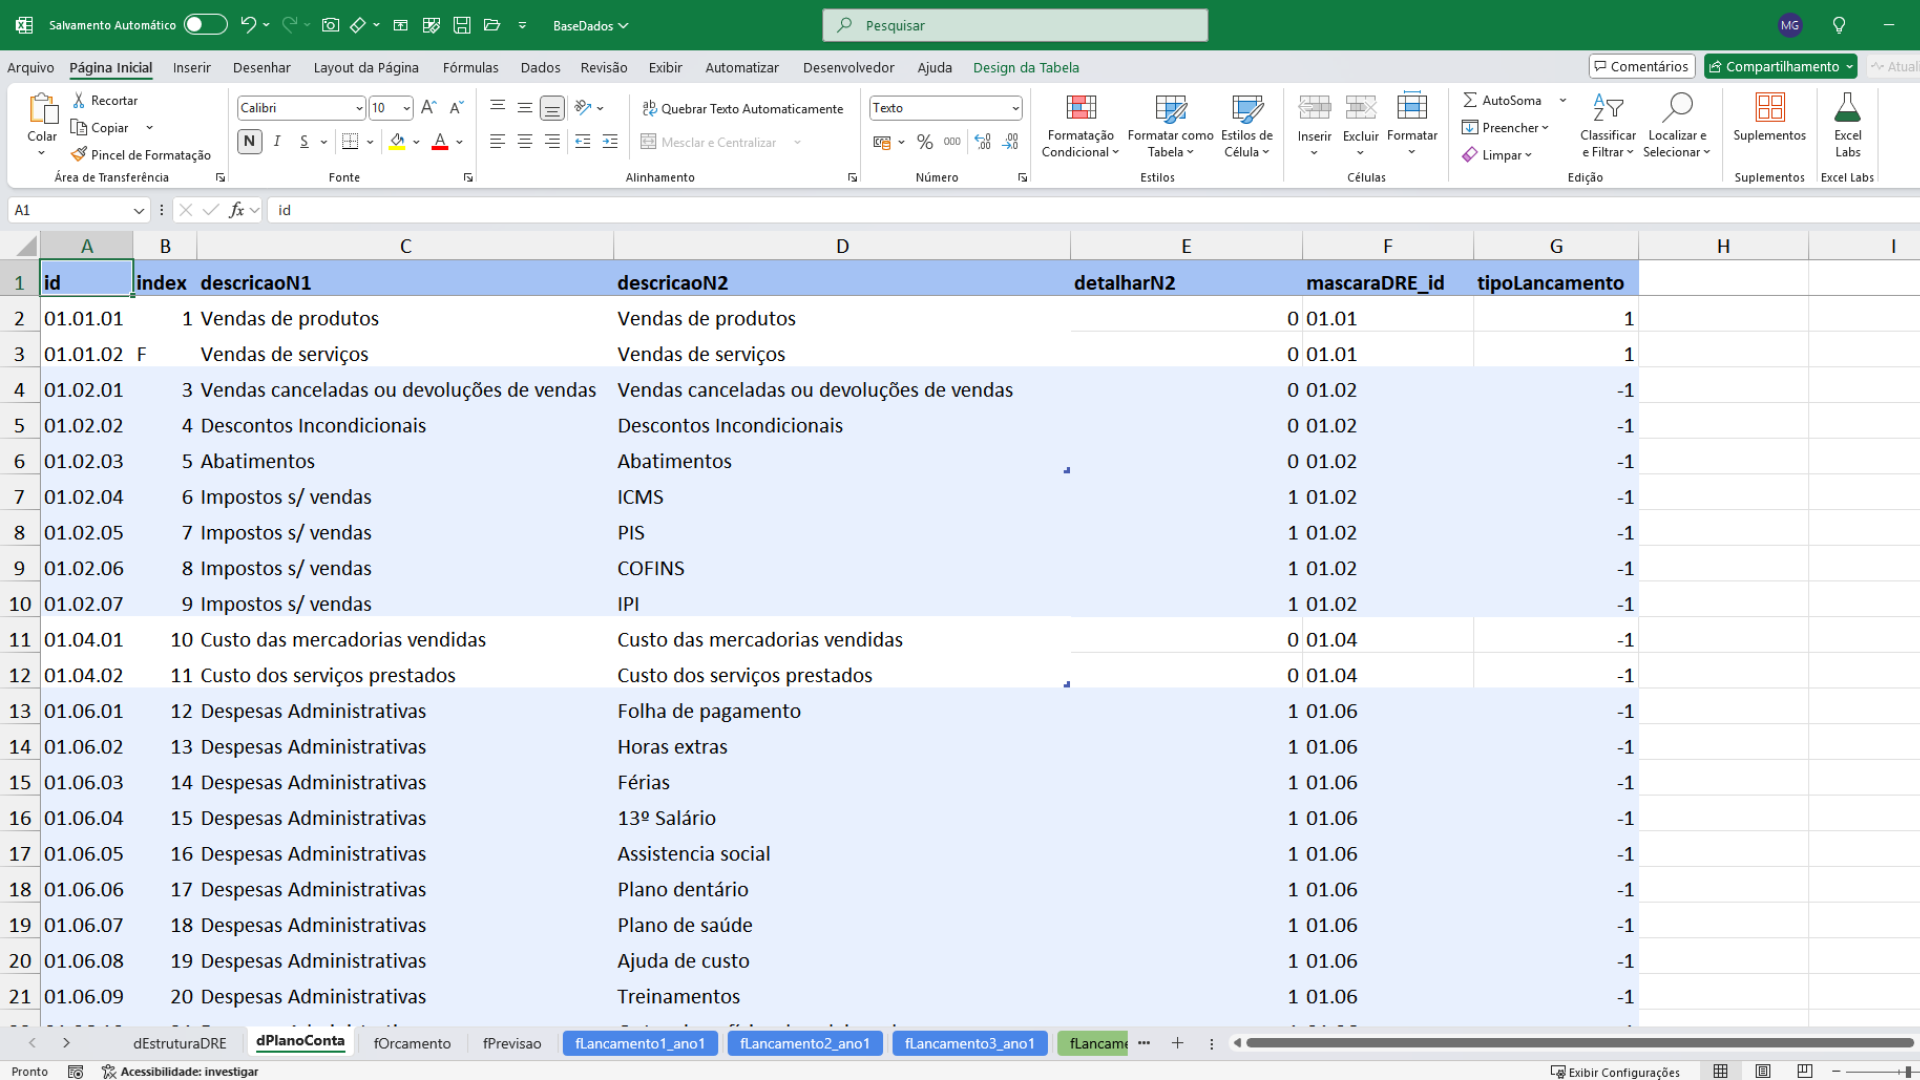 Salvamento Automático
BaseDados
Pesquisar
MG
Arquivo Página Inicial Inserir Desenhar Layout da Página Fórmulas Dados Revisão Exibir Automatizar Desenvolvedor Ajuda Design da Tabela
Comentários Compartilhamento
Colar
Recortar
Copiar
Pincel de Formatação
Área de Transferência
Calibri 10
N I S
Fonte
Quebrar Texto Automaticamente
Mesclar e Centralizar
Alinhamento
Texto
% 000
Número
Formatação Condicional
Formatar como Tabela
Estilos de Célula
Estilos
Inserir
Excluir
Formatar
Células
AutoSoma
Preencher
Limpar
Classificar e Filtrar
Localizar e Selecionar
Edição
Suplementos
Suplementos
Excel Labs
Excel Labs
A1 fx id
A B C D E F G H I
1 id index descricaoN1 descricaoN2 detalharN2 mascaraDRE_id tipoLancamento
2 01.01.01 1 Vendas de produtos Vendas de produtos 0 01.01 1
3 01.01.02 F Vendas de serviços Vendas de serviços 0 01.01 1
4 01.02.01 3 Vendas canceladas ou devoluções de vendas Vendas canceladas ou devoluções de vendas 0 01.02 -1
5 01.02.02 4 Descontos Incondicionais Descontos Incondicionais 0 01.02 -1
6 01.02.03 5 Abatimentos Abatimentos 0 01.02 -1
7 01.02.04 6 Impostos s/ vendas ICMS 1 01.02 -1
8 01.02.05 7 Impostos s/ vendas PIS 1 01.02 -1
9 01.02.06 8 Impostos s/ vendas COFINS 1 01.02 -1
10 01.02.07 9 Impostos s/ vendas IPI 1 01.02 -1
11 01.04.01 10 Custo das mercadorias vendidas Custo das mercadorias vendidas 0 01.04 -1
12 01.04.02 11 Custo dos serviços prestados Custo dos serviços prestados 0 01.04 -1
13 01.06.01 12 Despesas Administrativas Folha de pagamento 1 01.06 -1
14 01.06.02 13 Despesas Administrativas Horas extras 1 01.06 -1
15 01.06.03 14 Despesas Administrativas Férias 1 01.06 -1
16 01.06.04 15 Despesas Administrativas 13º Salário 1 01.06 -1
17 01.06.05 16 Despesas Administrativas Assistencia social 1 01.06 -1
18 01.06.06 17 Despesas Administrativas Plano dentário 1 01.06 -1
19 01.06.07 18 Despesas Administrativas Plano de saúde 1 01.06 -1
20 01.06.08 19 Despesas Administrativas Ajuda de custo 1 01.06 -1
21 01.06.09 20 Despesas Administrativas Treinamentos 1 01.06 -1
dEstruturaDRE dPlanoConta fOrcamento fPrevisao fLancamento1_ano1 fLancamento2_ano1 fLancamento3_ano1 fLancame
Pronto Acessibilidade: investigar Exibir Configurações